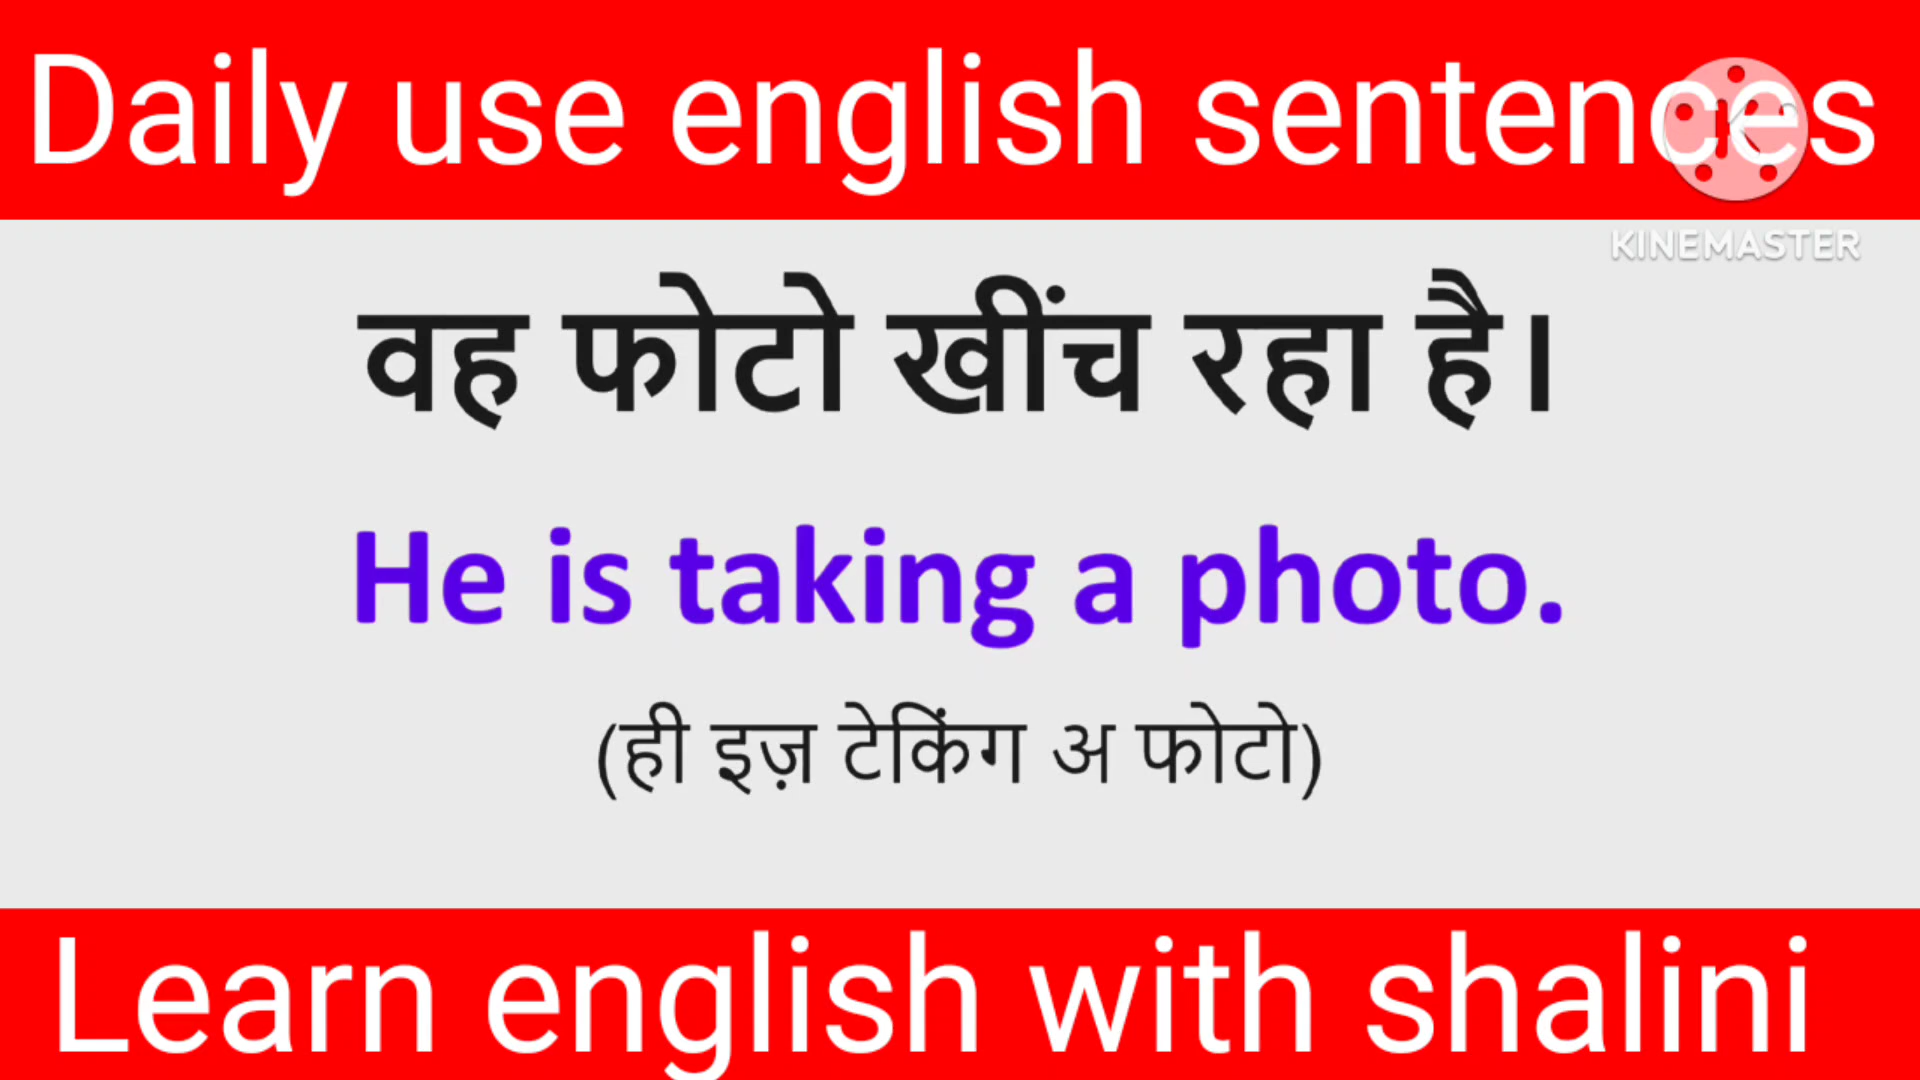 Daily use english sentences
KINEMASTER
वह फोटो खींच रहा है।
He is taking a photo.
(ही इज़ टेकिंग अ फोटो)
Learn english with shalini